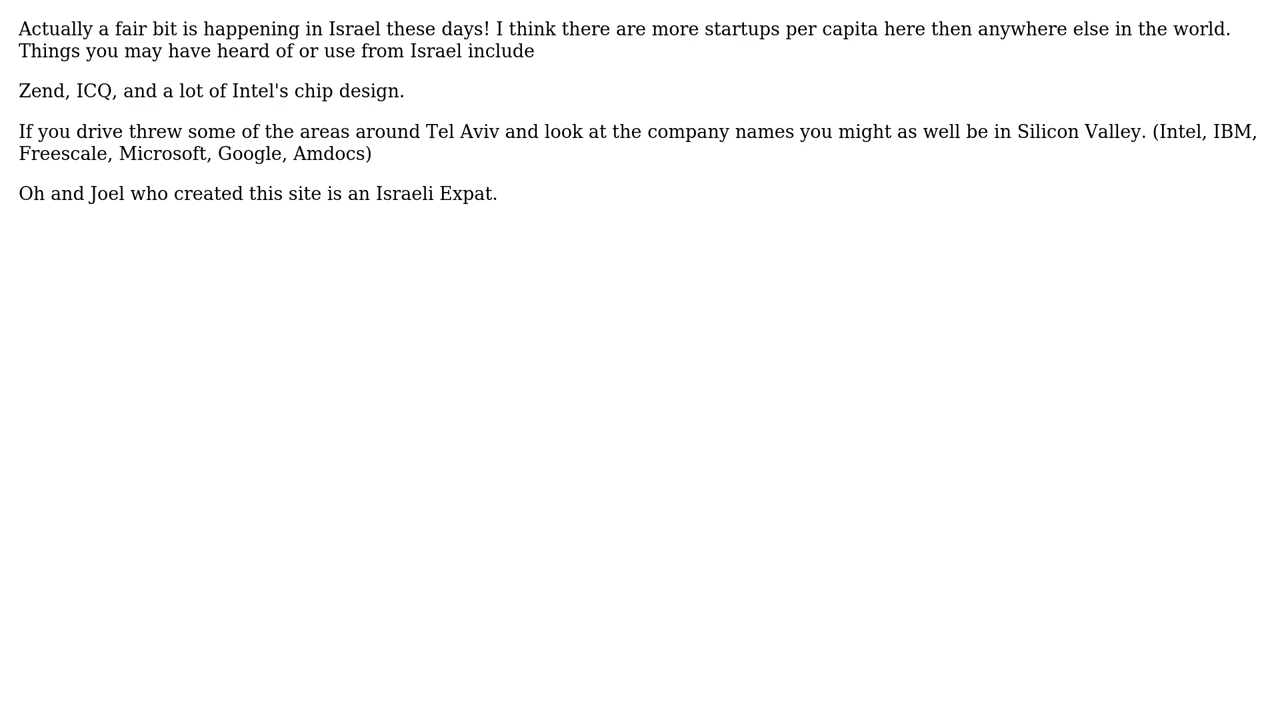 Actually a fair bit is happening in Israel these days! I think there are more startups per capita here then anywhere else in the world.
Things you may have heard of or use from Israel include
Zend, ICQ, and a lot of Intel's chip design.
If you drive threw some of the areas around Tel Aviv and look at the company names you might as well be in Silicon Valley. (Intel, IBM,
Freescale, Microsoft, Google, Amdocs)
Oh and Joel who created this site is an Israeli Expat.